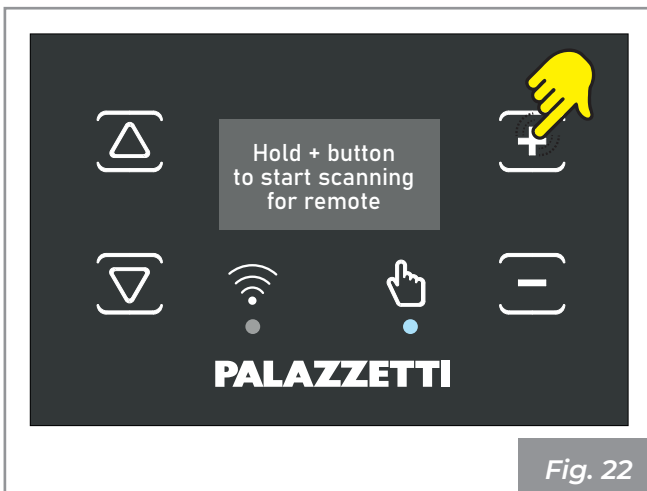 Hold + button
to start scanning
for remote
+
−
PALAZZETTI
Fig. 22